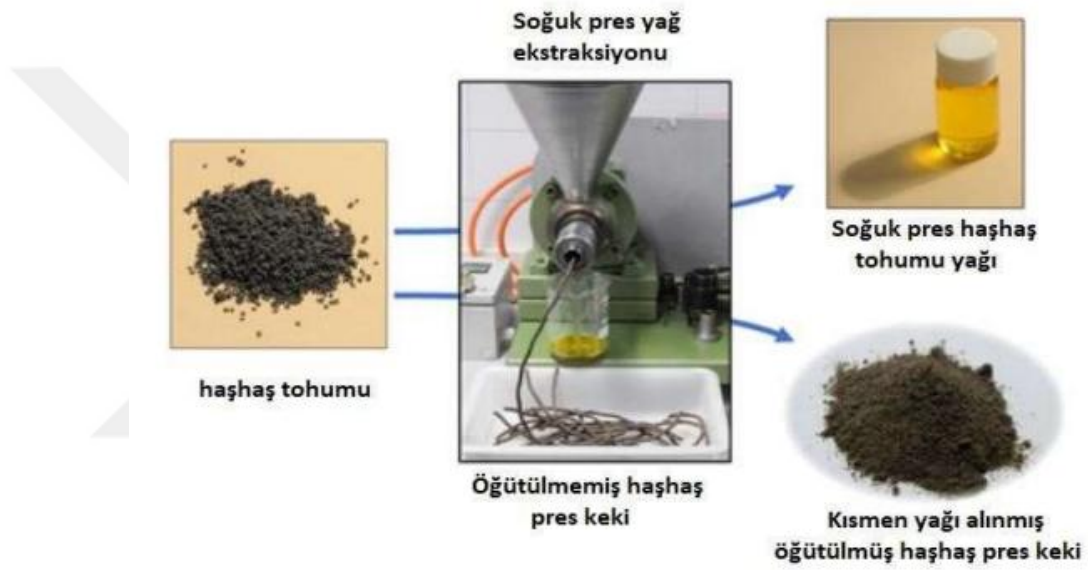 Soğuk pres yağ
ekstraksiyonu
haşhaş tohumu
Öğütülmemiş haşhaş
pres keki
Soğuk pres haşhaş
tohumu yağı
Kısmen yağı alınmış
öğütülmüş haşhaş pres keki